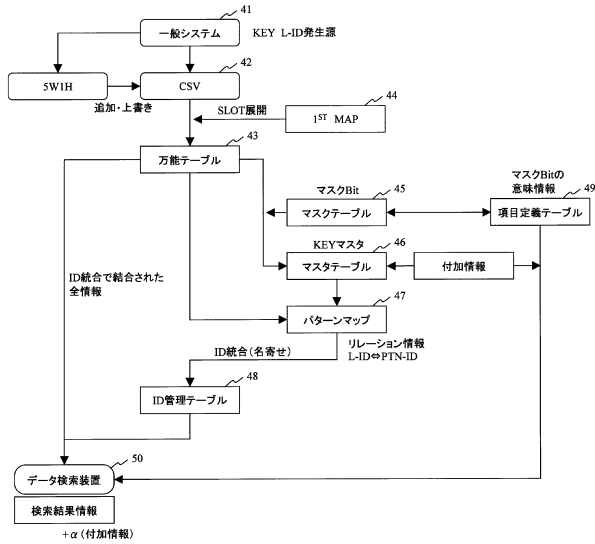 41
一般システム
KEY L-ID発生源
42
5W1H
CSV
追加・上書き
44
SLOT展開
1ST MAP
43
万能テーブル
マスクBitの
意味情報
マスクBit
45
49
マスクテーブル
項目定義テーブル
KEYマスタ
46
マスタテーブル
付加情報
ID統合で結合された
全情報
47
パターンマップ
ID統合(名寄せ)
リレーション情報
L-ID⇔PTN-ID
48
ID管理テーブル
50
データ検索装置
検索結果情報
+α(付加情報)